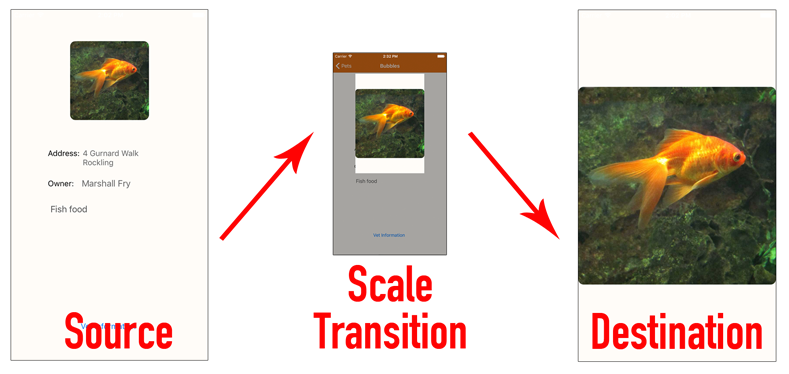 Address: 4 Gurnard Walk
Rockling
Owner: Marshall Fry
Fish food
Source
Carrier 3:52 PM
Pets Bubbles
Fish food
Vet Information
Scale
Transition
Destination